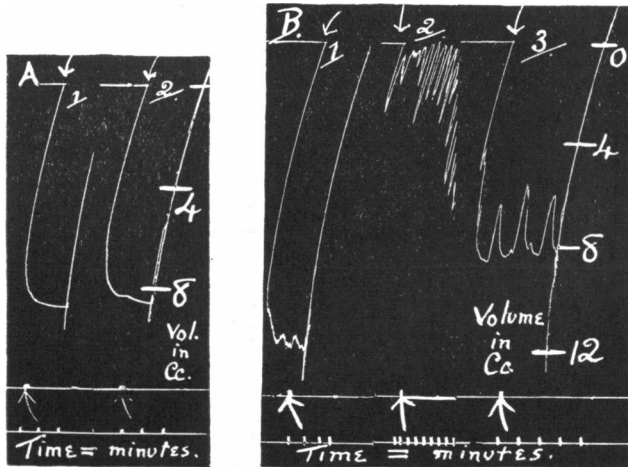 A
1
2
4
8
Vol.
in
Cc.
Time = minutes.
B.
1
2
3
0
4
8
Volume
in
Cc.
12
Time = minutes.